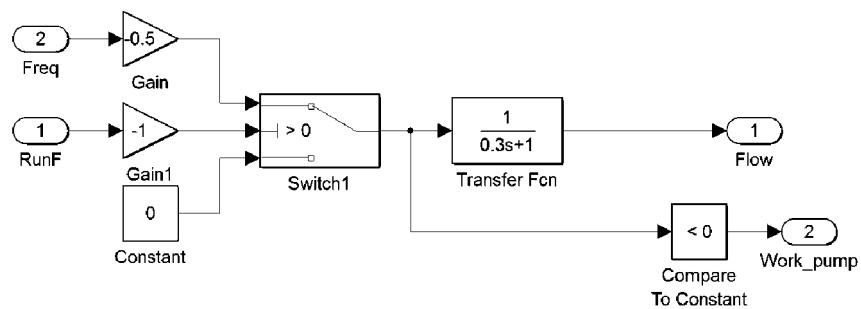 2
Freq
-0.5
Gain
1
RunF
-1
Gain1
0
Constant
> 0
Switch1
1
0.3s+1
Transfer Fcn
1
Flow
< 0
Compare
To Constant
2
Work_pump